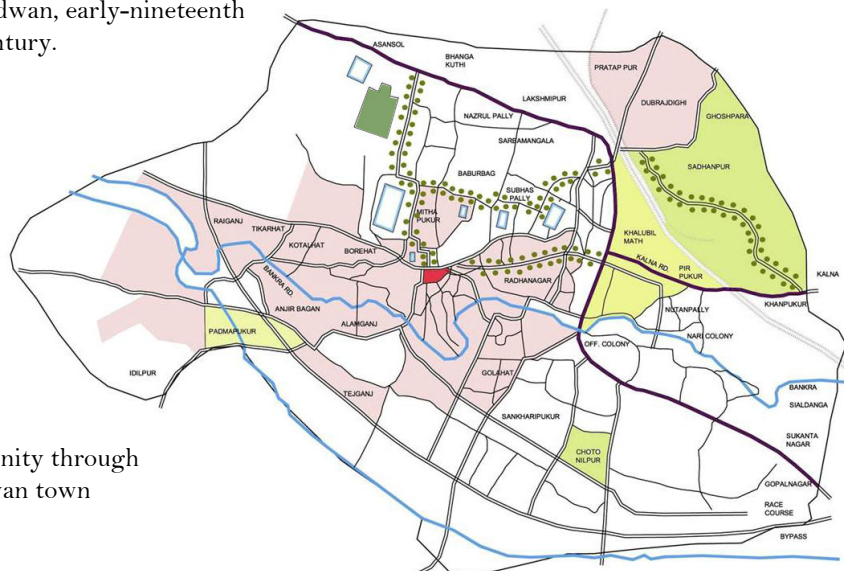 dwan, early-nineteenth
ntury.
ASANSOL
BHANGA
KUTHI
LAKSHMIPUR
PRATAP PUR
DUBRAJDIGHI
GHOSHPARA
NAZRUL PALLY
SARBAMANGALA
SADHANPUR
BABURBAG
SUBHAS
PALLY
MITHA
PUKUR
RAIGANJ
TIKARHAT
KOTALHAT
BOREHAT
KHALUBIL
MATH
KALNA RD.
PIR
PUKUR
KALNA
KHANPUKUR
BANKRA RD.
RADHANAGAR
ANJIR BAGAN
ALAMGANJ
NUTANPALLY
PADMAPUKUR
OFF. COLONY
NARI COLONY
IDILPUR
GOLAHAT
TEJGANJ
BANKRA
SIALDANGA
SANKHARIPUKUR
SUKANTA
NAGAR
CHOTO
NILPUR
nity through
van town
GOPALNAGAR
RACE
COURSE
BYPASS